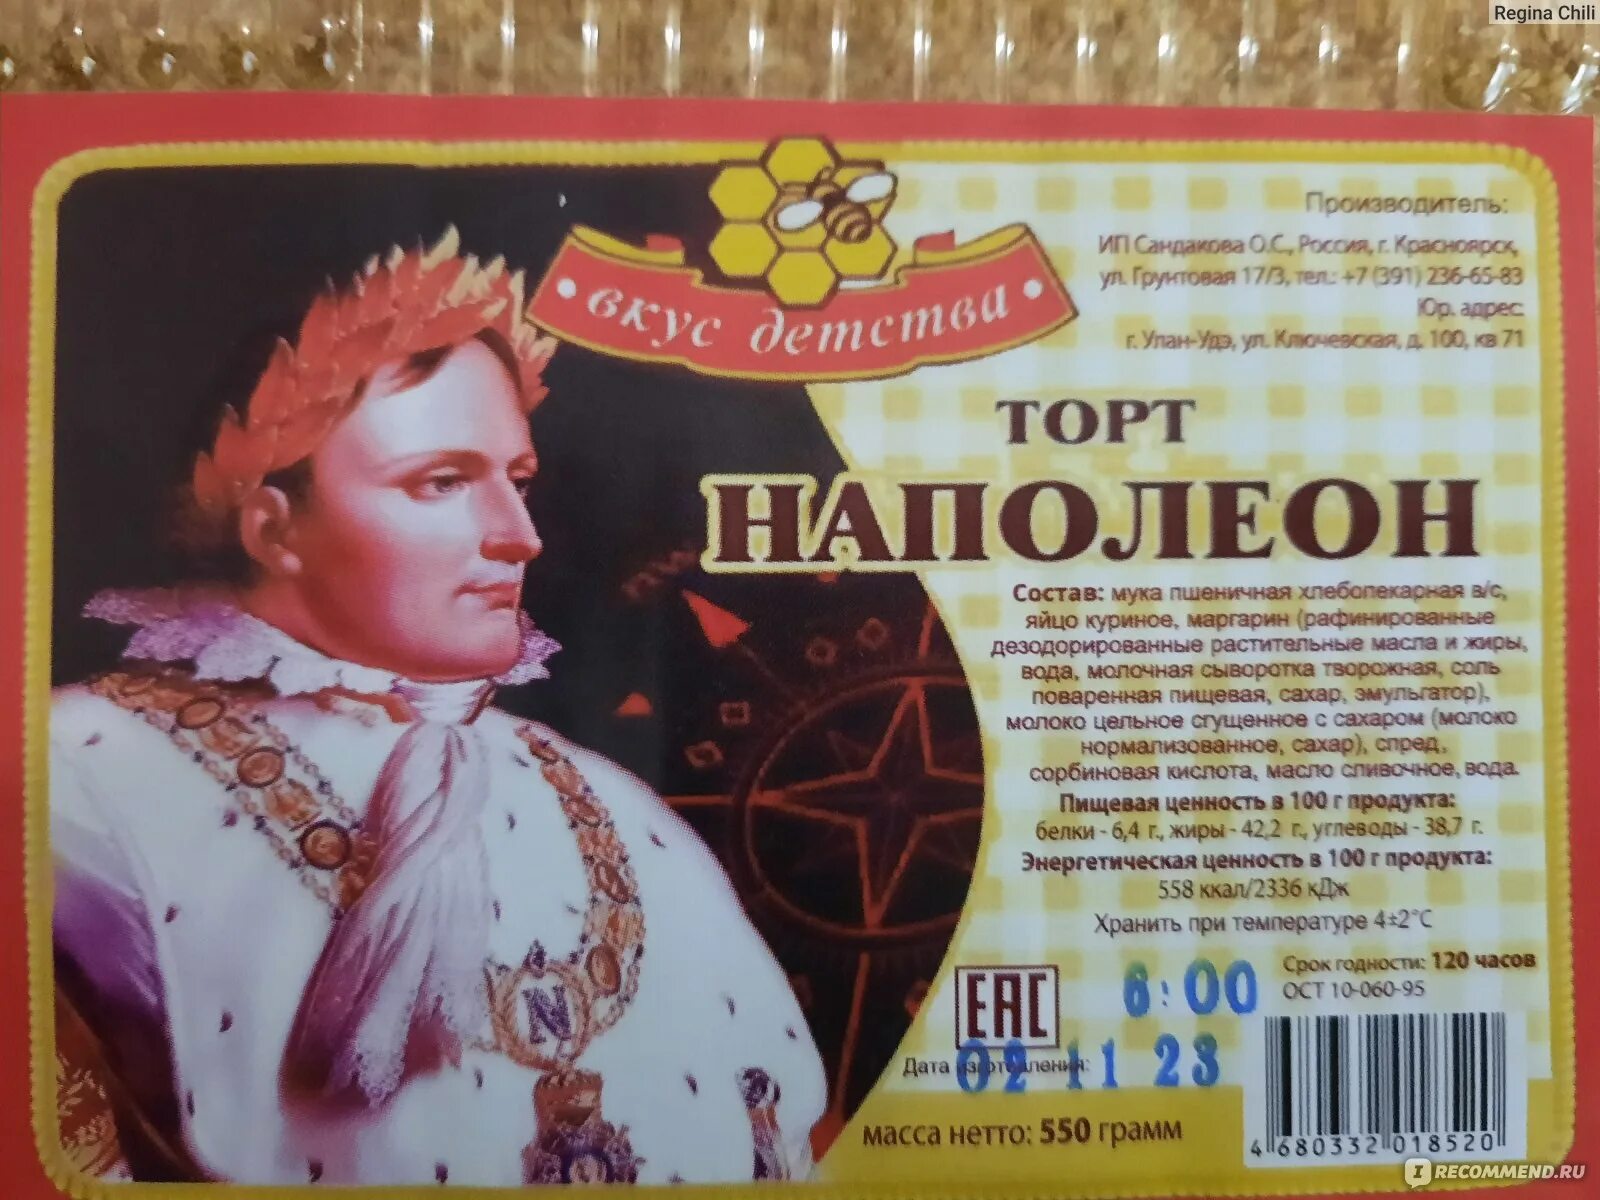 Regina Chili
вкус детства
Производитель:
ИП Сандакова О.С., Россия, г. Красноярск,
ул. Грунтовая 17/3, тел.: +7 (391) 236-65-83
Юр. адрес:
г. Улан-Удэ, ул. Ключевская, д. 100, кв 71
ТОРТ
НАПОЛЕОН
Состав: мука пшеничная хлебопекарная в/с,
яйцо куриное, маргарин (рафинированные
дезодорированные растительные масла и жиры,
вода, молочная сыворотка творожная, соль
поваренная пищевая, сахар, эмульгатор),
молоко цельное сгущенное с сахаром (молоко
нормализованное, сахар), спред,
сорбиновая кислота, масло сливочное, вода.
Пищевая ценность в 100 г продукта:
белки - 6,4 г., жиры - 42,2 г., углеводы - 38,7 г.
Энергетическая ценность в 100 г продукта:
558 ккал/2336 кДж
Хранить при температуре 4±2°С
ЕАС
6:00
Срок годности: 120 часов
ОСТ 10-060-95
Дата изготовления:
02 11 23
N
масса нетто: 550 грамм
4 680332 018520
IRECOMMEND.RU